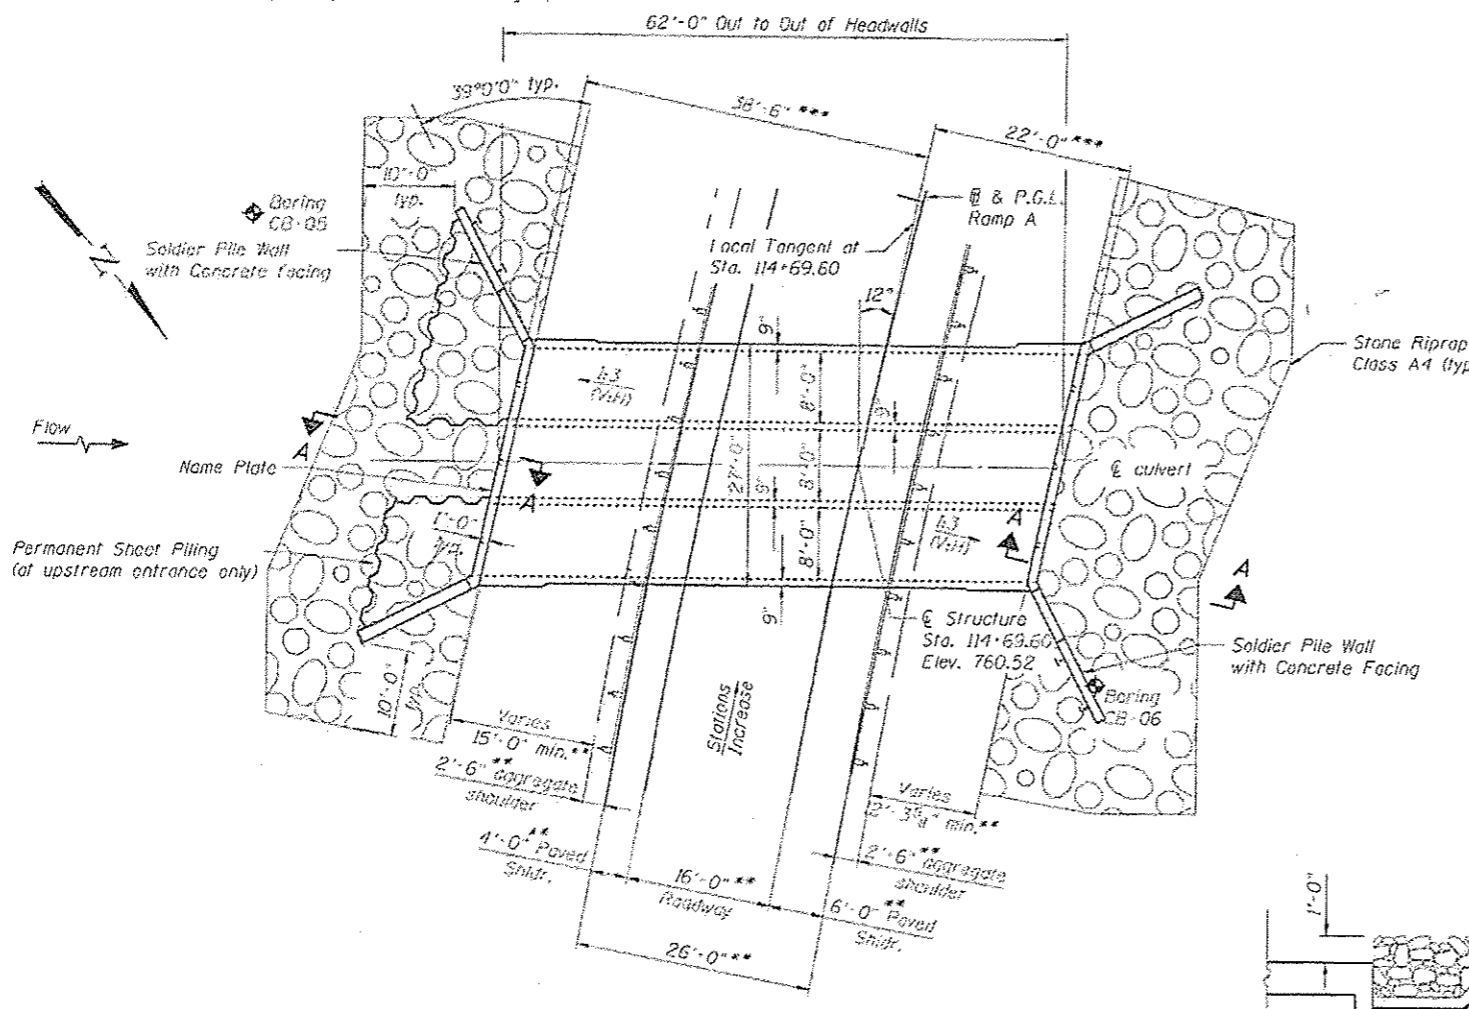 62'-0" Out to Out of Headwalls
39°0'0" typ.
38'-6" ***
22'-0" ***
10'-0"
typ.
Boring
CB-05
Soldier Pile Wall
with Concrete facing
& P.G.L.
Ramp A
Local Tangent at
Sta. 114+69.60
12°
9"
Stone Riprap
Class A4 (typ
1:3
(V:H)
8'-0"
9"
Flow
A
A
Name Plate
27'-0"
8'-0"
9"
℄ culvert
1'-0"
typ.
8'-0"
1:3
(V:H)
A
A
Permanent Sheet Piling
(at upstream entrance only)
9"
℄ Structure
Sta. 114+69.60
Elev. 760.52
Soldier Pile Wall
with Concrete Facing
Boring
CB-06
10'-0"
typ.
Stations
Increase
Varies
15'-0" min.**
2'-6" ** aggregate
shoulder
Varies
min.**
4'-0" ** Paved
Shldr.
16'-0" **
Roadway
2'-6" ** aggregate
shoulder
6'-0" ** Paved
Shldr.
26'-0" **
1'-0"